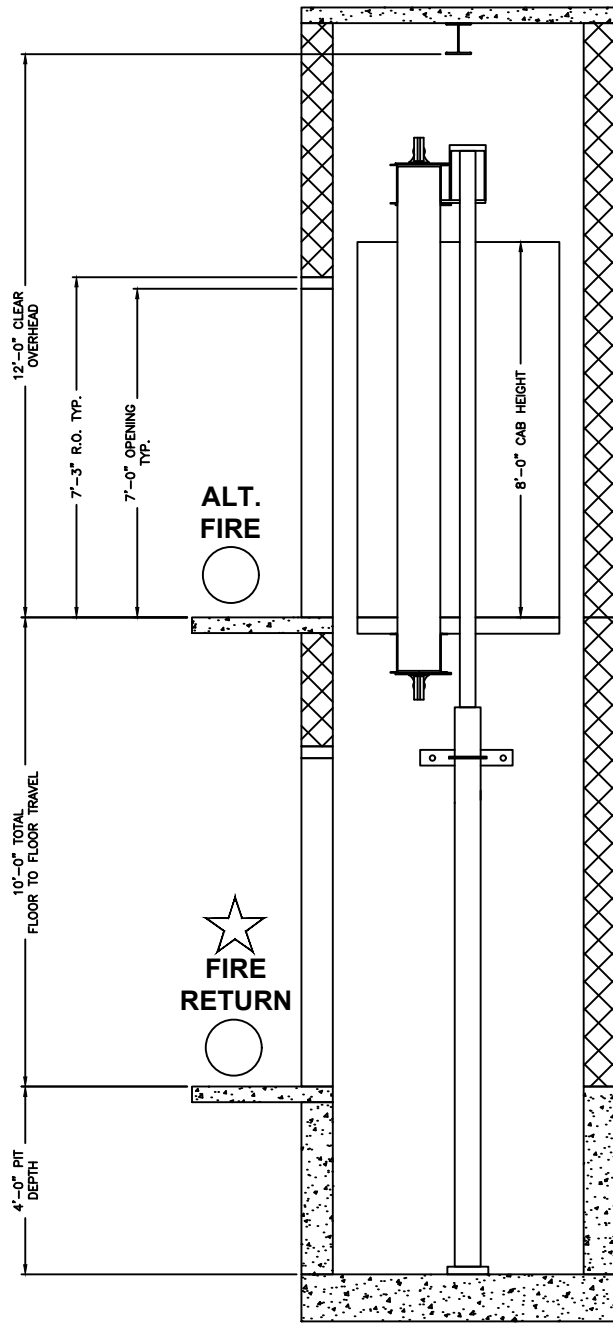 12'-0" CLEAR
OVERHEAD
7'-3" R.O. TYP.
7'-0" OPENING
TYP.
8'-0" CAB HEIGHT
ALT.
FIRE
10'-0" TOTAL
FLOOR TO FLOOR TRAVEL
FIRE
RETURN
4'-0" PIT
DEPTH